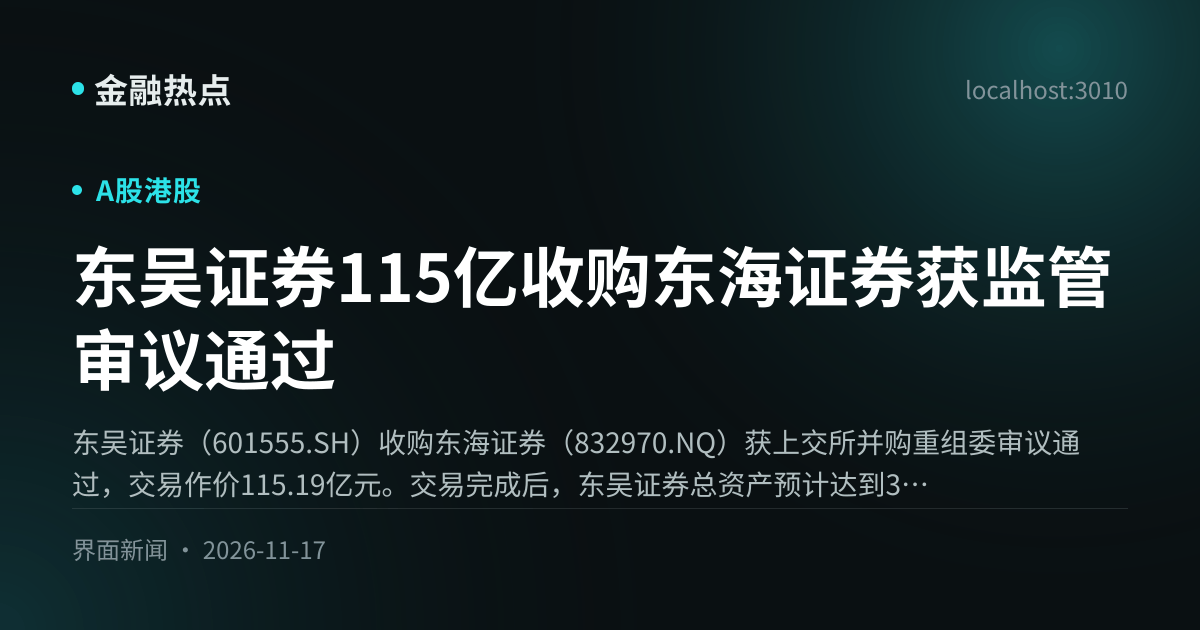 金融热点
localhost:3010
A股港股
东吴证券115亿收购东海证券获监管
审议通过
东吴证券（601555.SH）收购东海证券（832970.NQ）获上交所并购重组委审议通
过，交易作价115.19亿元。交易完成后，东吴证券总资产预计达到3…
界面新闻 • 2026-11-17